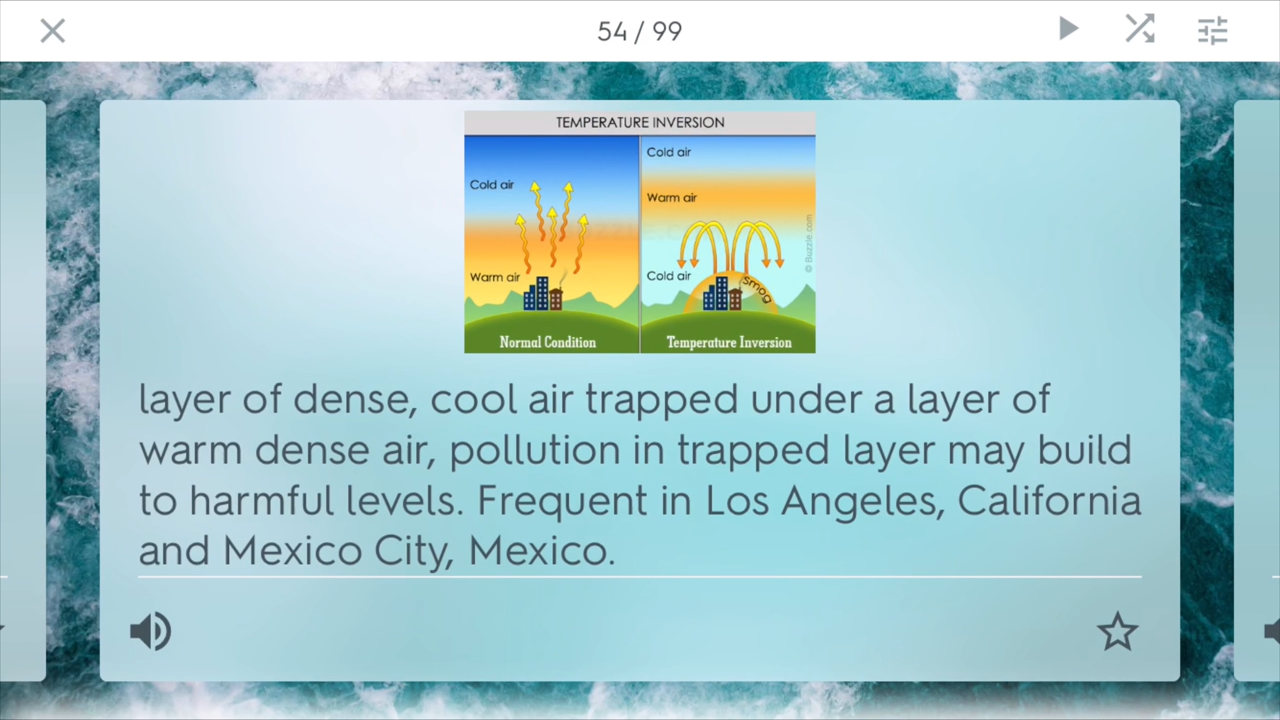 54 / 99
TEMPERATURE INVERSION
Cold air
Warm air
Normal Condition
Cold air
Warm air
Cold air
smog
© Buzzle.com
Temperature Inversion
layer of dense, cool air trapped under a layer of
warm dense air, pollution in trapped layer may build
to harmful levels. Frequent in Los Angeles, California
and Mexico City, Mexico.